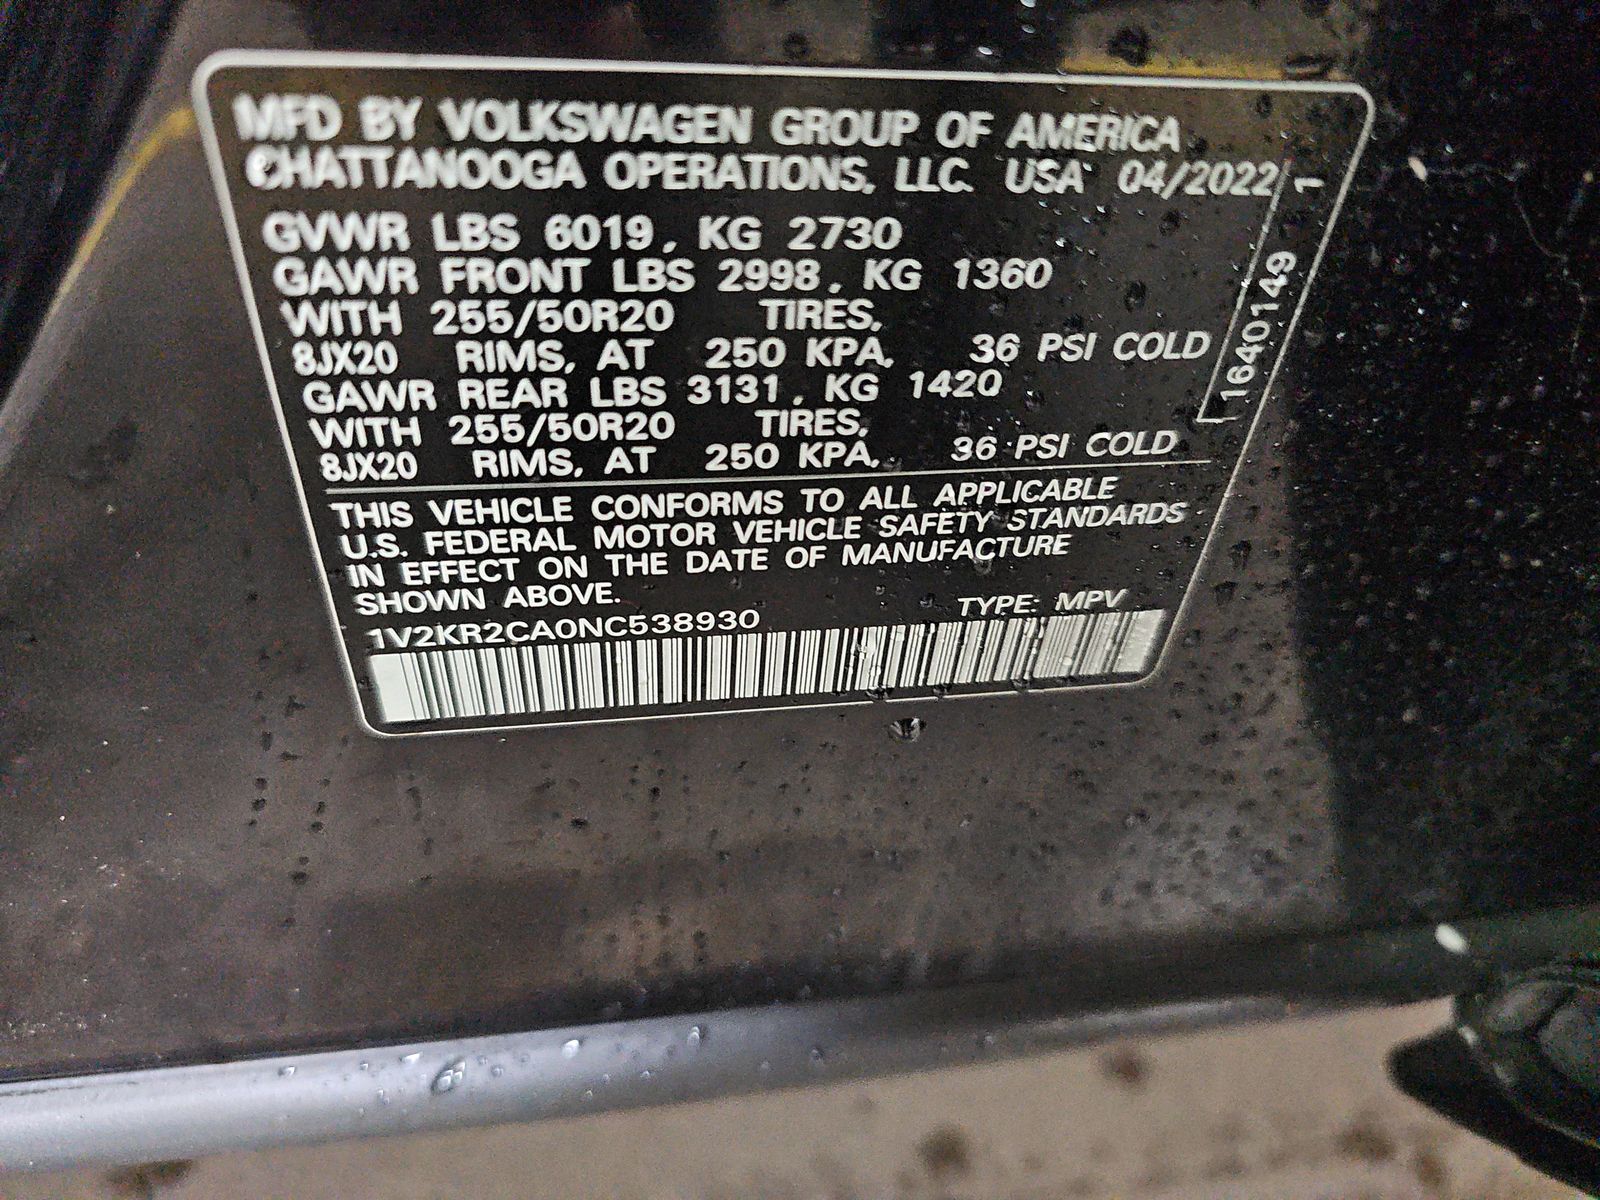 MFD BY VOLKSWAGEN GROUP OF AMERICA
CHATTANOOGA OPERATIONS, LLC. USA 04/2022
GVWR LBS 6019, KG 2730
GAWR FRONT LBS 2998, KG 1360
WITH 255/50R20 TIRES,
8JX20 RIMS, AT 250 KPA, 36 PSI COLD
GAWR REAR LBS 3131, KG 1420
WITH 255/50R20 TIRES,
8JX20 RIMS, AT 250 KPA, 36 PSI COLD
THIS VEHICLE CONFORMS TO ALL APPLICABLE
U.S. FEDERAL MOTOR VEHICLE SAFETY STANDARDS
IN EFFECT ON THE DATE OF MANUFACTURE
SHOWN ABOVE.
1V2KR2CA0NC538930 TYPE: MPV
1640149 1